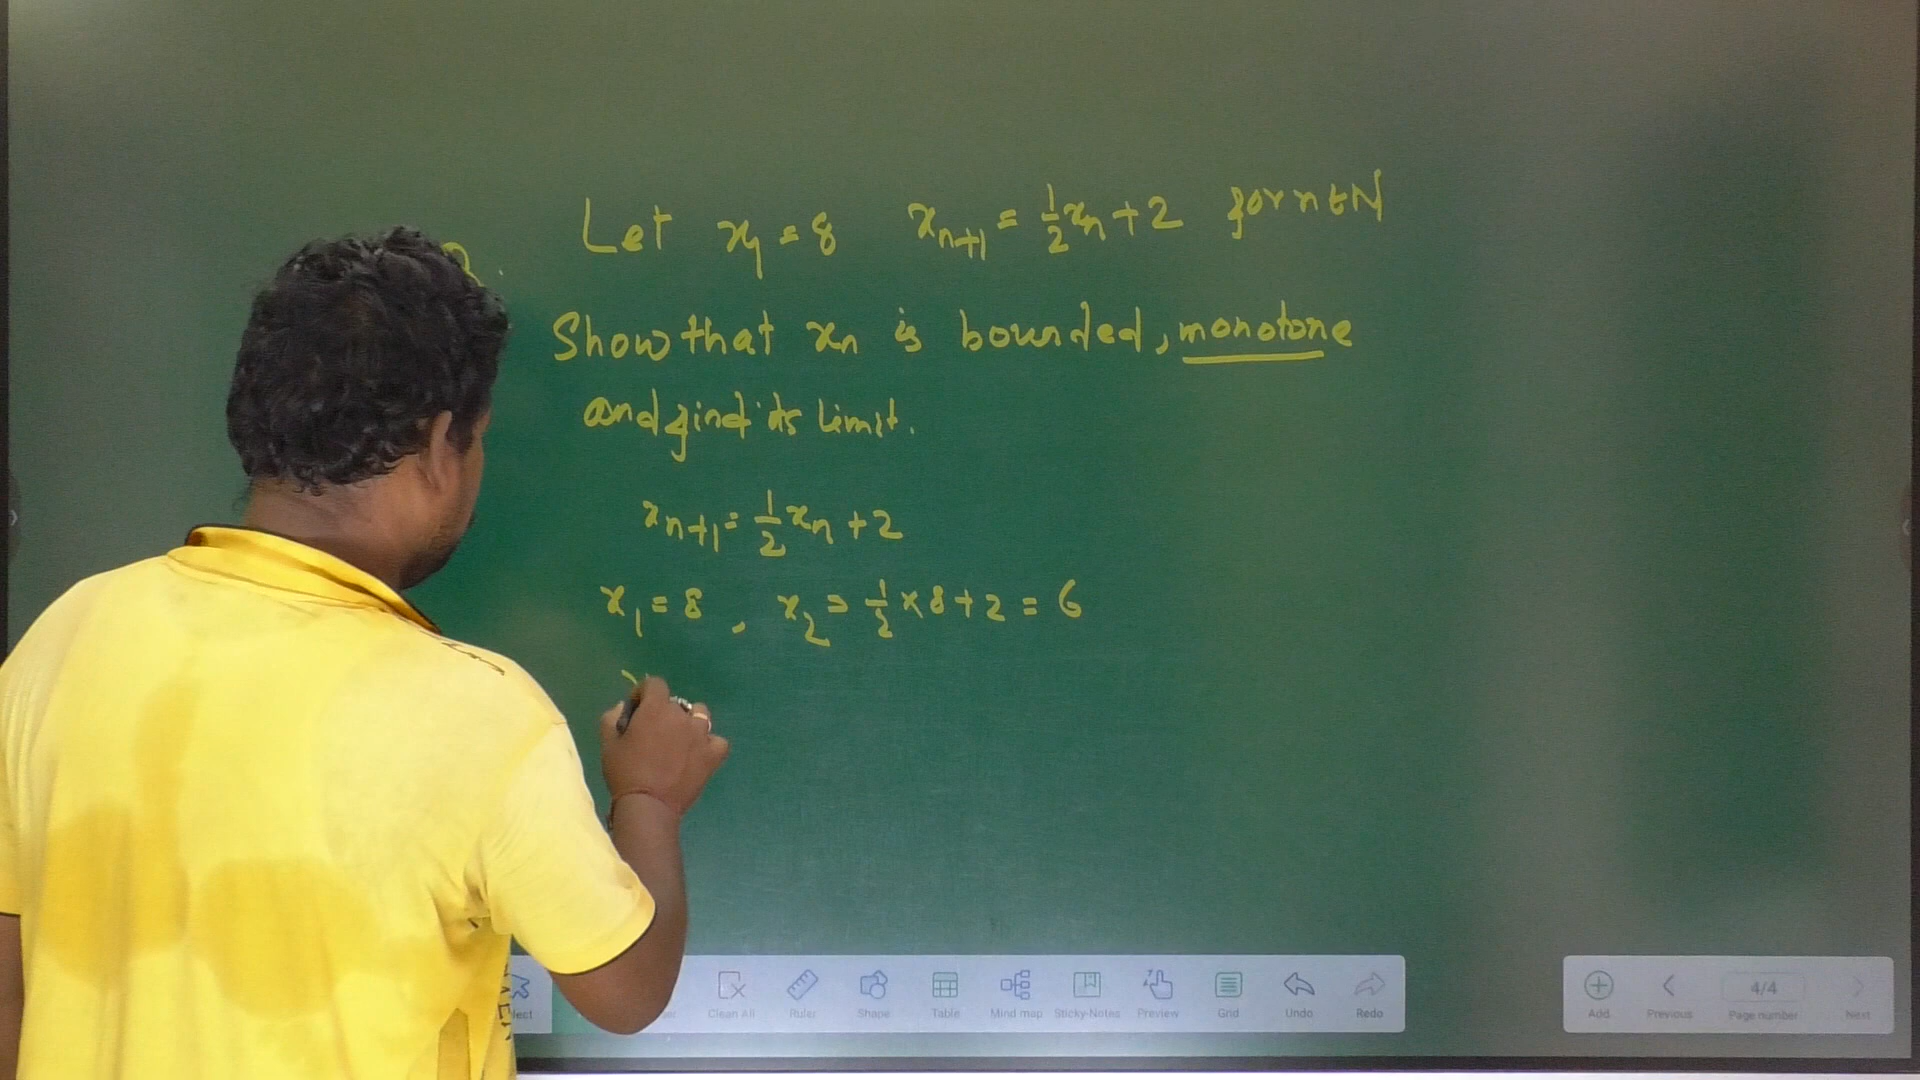 Let x₁ = 8 xₙ₊₁ = 1/2 xₙ + 2 for n ∈ N
Show that xₙ is bounded, monotone
and find its limit.
xₙ₊₁ = 1/2 xₙ + 2
x₁ = 8, x₂ = 1/2 × 8 + 2 = 6
Clean All Ruler Shape Table Mind map Sticky-Notes Preview Grid Undo Redo
4/4
Add Previous Page number Next